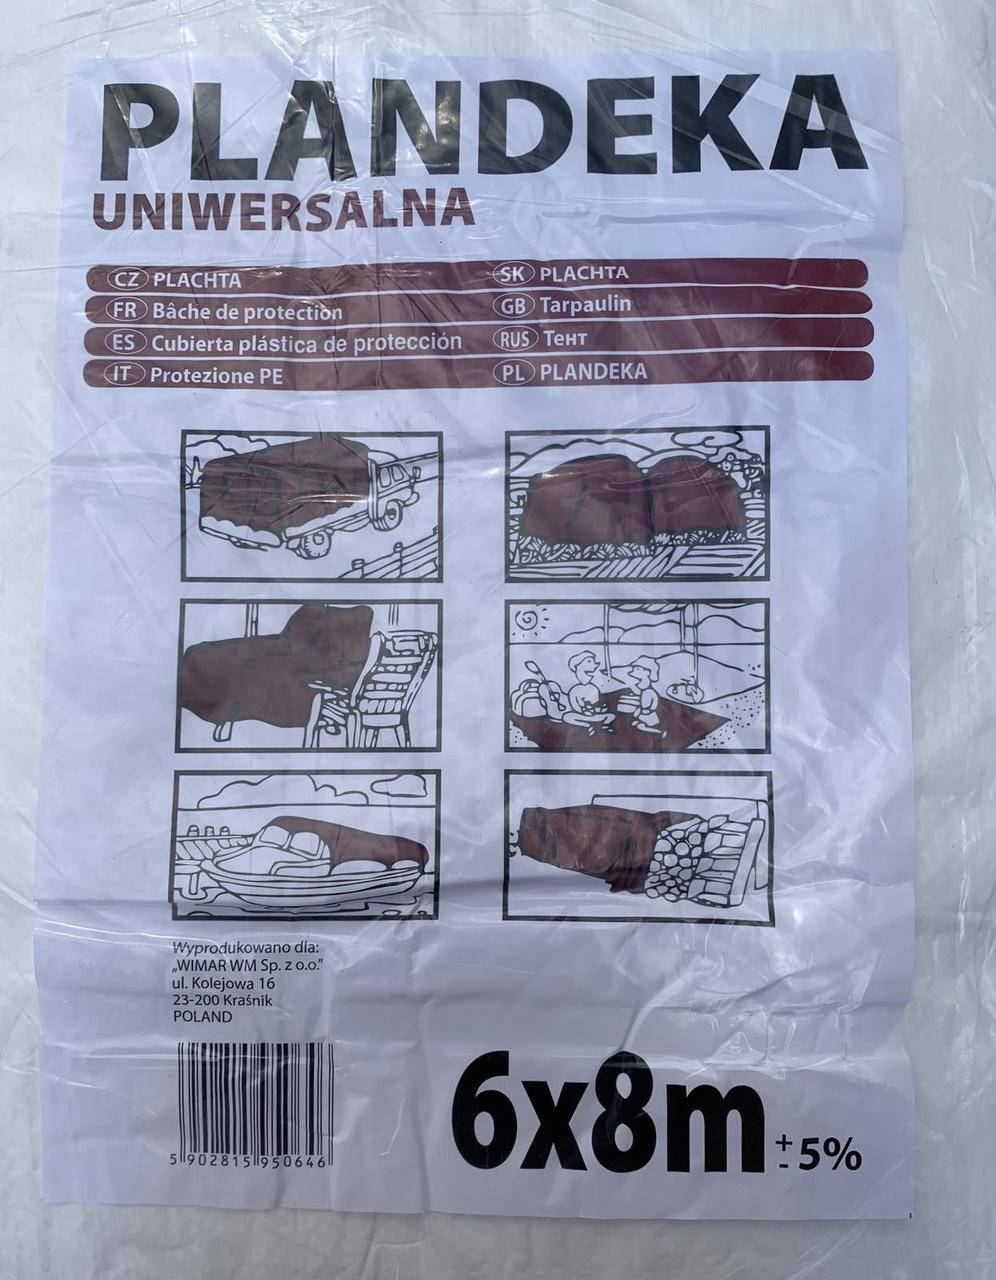 PLANDEKA
UNIWERSALNA
CZ PLACHTA
SK PLACHTA
FR Bâche de protection
GB Tarpaulin
ES Cubierta plástica de protección
RUS Тент
IT Protezione PE
PL PLANDEKA
Wyprodukowano dla:
„WIMAR WM Sp. z o.o.”
ul. Kolejowa 16
23-200 Kraśnik
POLAND
5 902815 950646
6x8m ± 5%